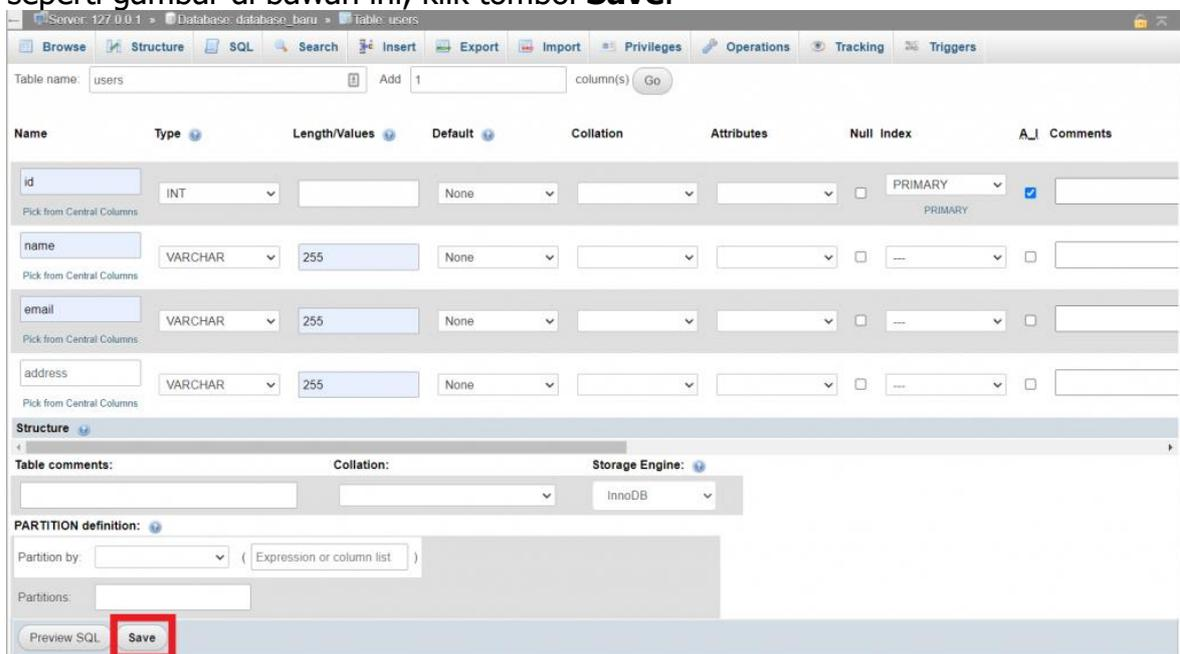 seperti gambar di bawah ini, klik tombol Save.
Server: 127.0.0.1 » Database: database_baru » Table: users
Browse Structure SQL Search Insert Export Import Privileges Operations Tracking Triggers
Table name: users Add 1 column(s) Go
Name Type Length/Values Default Collation Attributes Null Index A_I Comments
id INT None PRIMARY
Pick from Central Columns PRIMARY
name VARCHAR 255 None ---
Pick from Central Columns
email VARCHAR 255 None ---
Pick from Central Columns
address VARCHAR 255 None ---
Pick from Central Columns
Structure
Table comments: Collation: Storage Engine:
InnoDB
PARTITION definition:
Partition by: ( Expression or column list )
Partitions:
Preview SQL Save